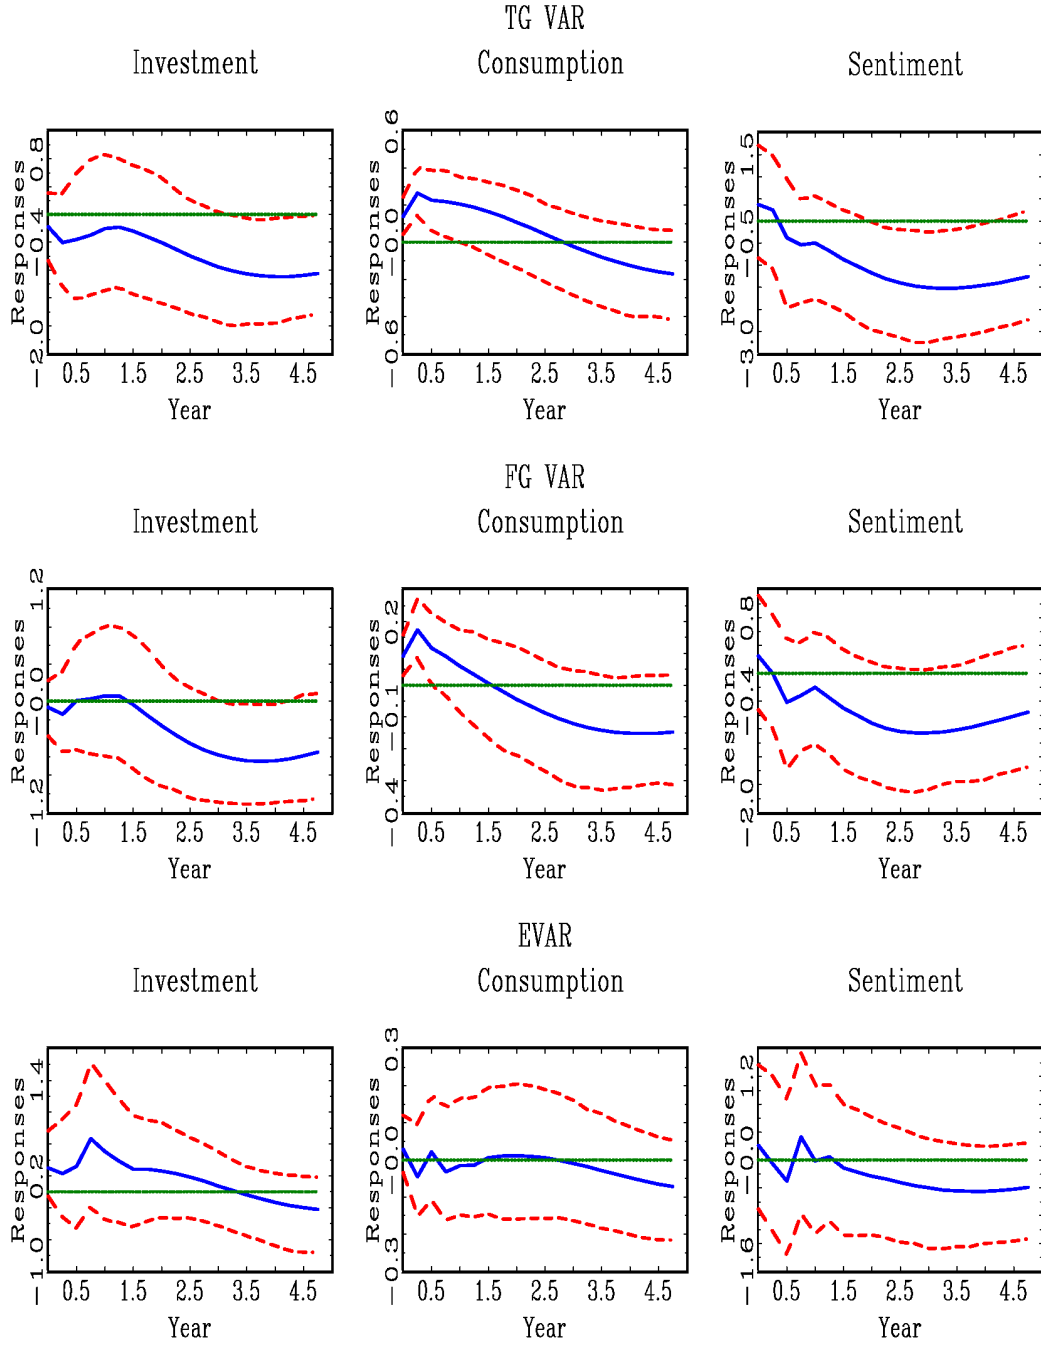 TG VAR
Investment
Responses
−2.0 −0.4 0.8
0.5 1.5 2.5 3.5 4.5
Year
Consumption
Responses
−0.6 −0.0 0.6
0.5 1.5 2.5 3.5 4.5
Year
Sentiment
Responses
−3.0 −0.5 1.5
0.5 1.5 2.5 3.5 4.5
Year
FG VAR
Investment
Responses
−1.2 −0.0 1.2
0.5 1.5 2.5 3.5 4.5
Year
Consumption
Responses
−0.4 −0.1 0.2
0.5 1.5 2.5 3.5 4.5
Year
Sentiment
Responses
−2.0 −0.4 0.8
0.5 1.5 2.5 3.5 4.5
Year
EVAR
Investment
Responses
−1.0 0.2 1.4
0.5 1.5 2.5 3.5 4.5
Year
Consumption
Responses
−0.3 −0.0 0.3
0.5 1.5 2.5 3.5 4.5
Year
Sentiment
Responses
−1.6 −0.0 1.2
0.5 1.5 2.5 3.5 4.5
Year